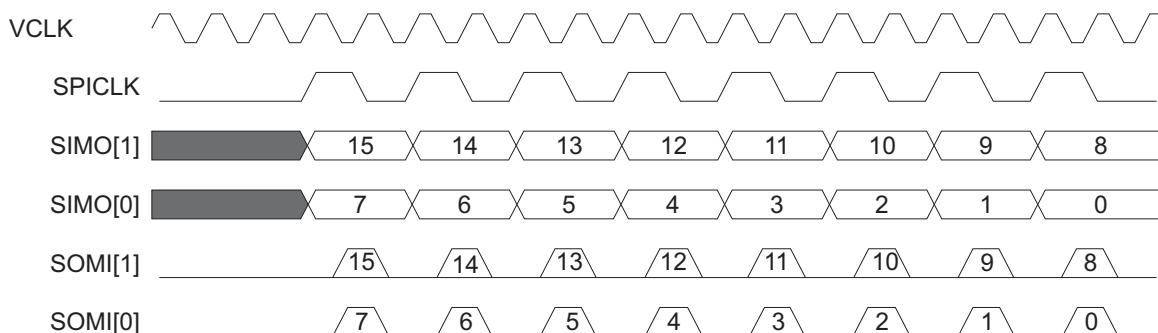 VCLK
SPICLK
SIMO[1] 15 14 13 12 11 10 9 8
SIMO[0] 7 6 5 4 3 2 1 0
SOMI[1] 15 14 13 12 11 10 9 8
SOMI[0] 7 6 5 4 3 2 1 0